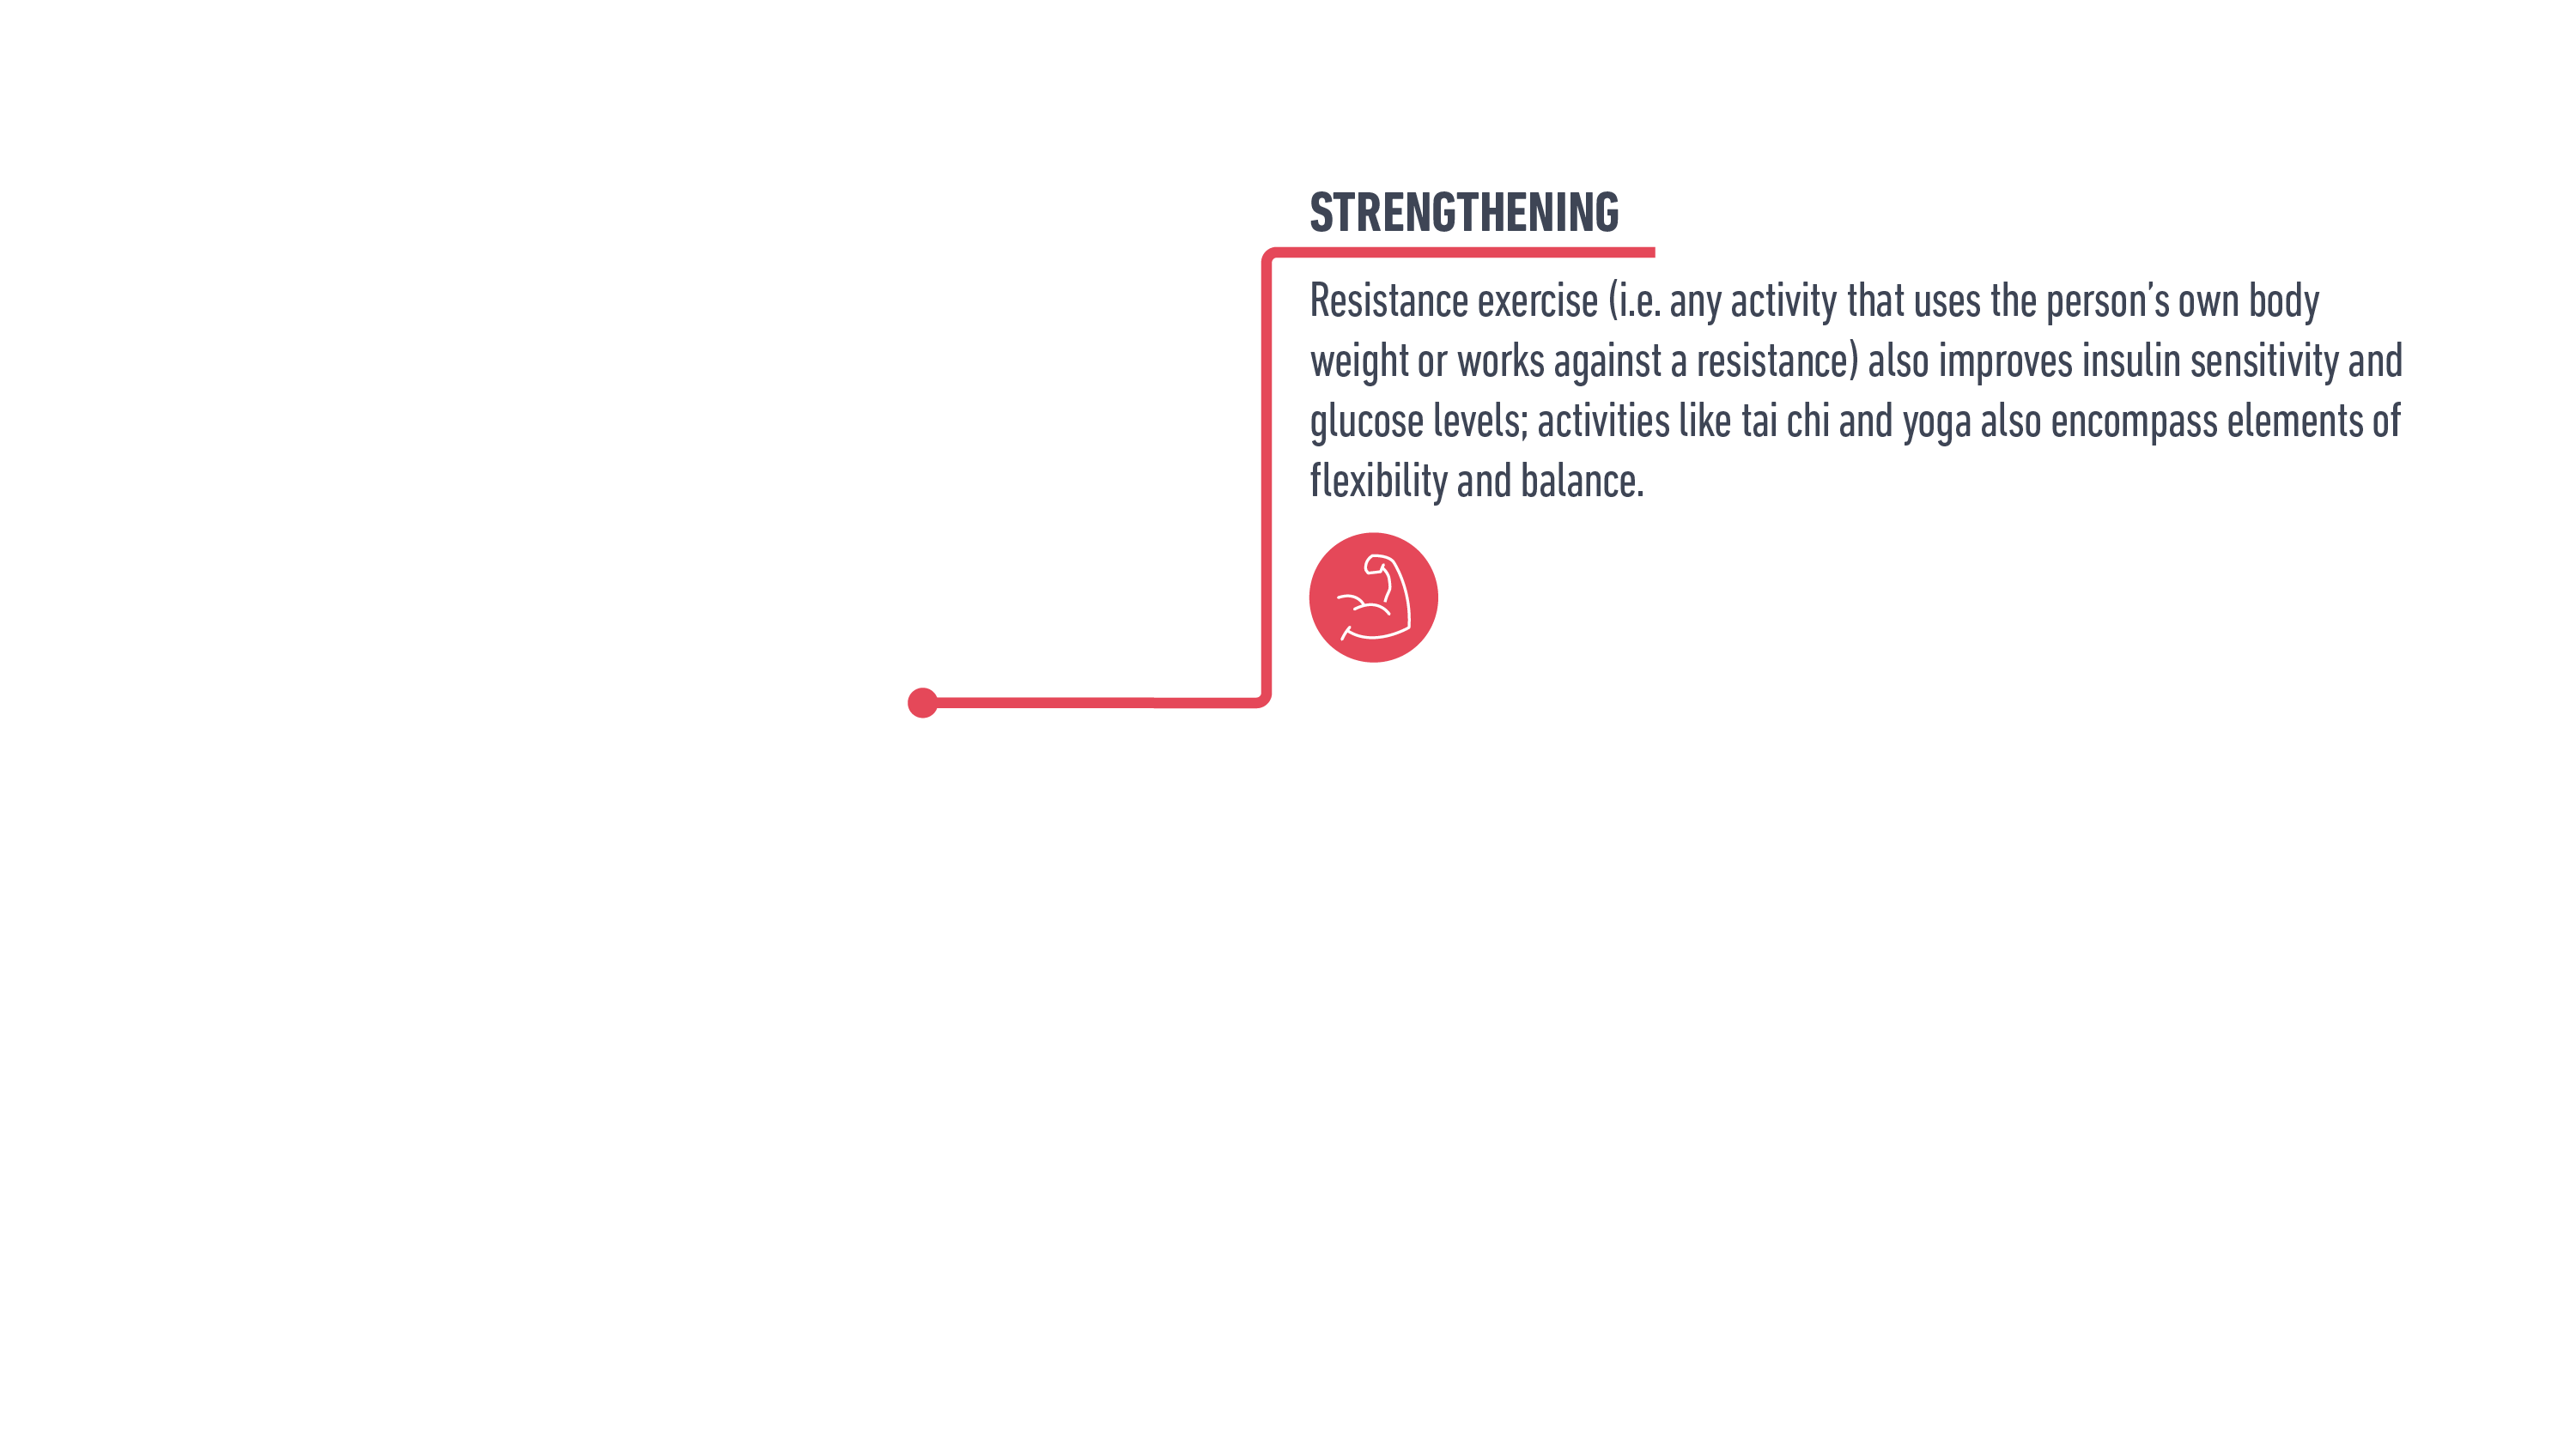 STRENGTHENING
Resistance exercise (i.e. any activity that uses the person’s own body
weight or works against a resistance) also improves insulin sensitivity and
glucose levels; activities like tai chi and yoga also encompass elements of
flexibility and balance.